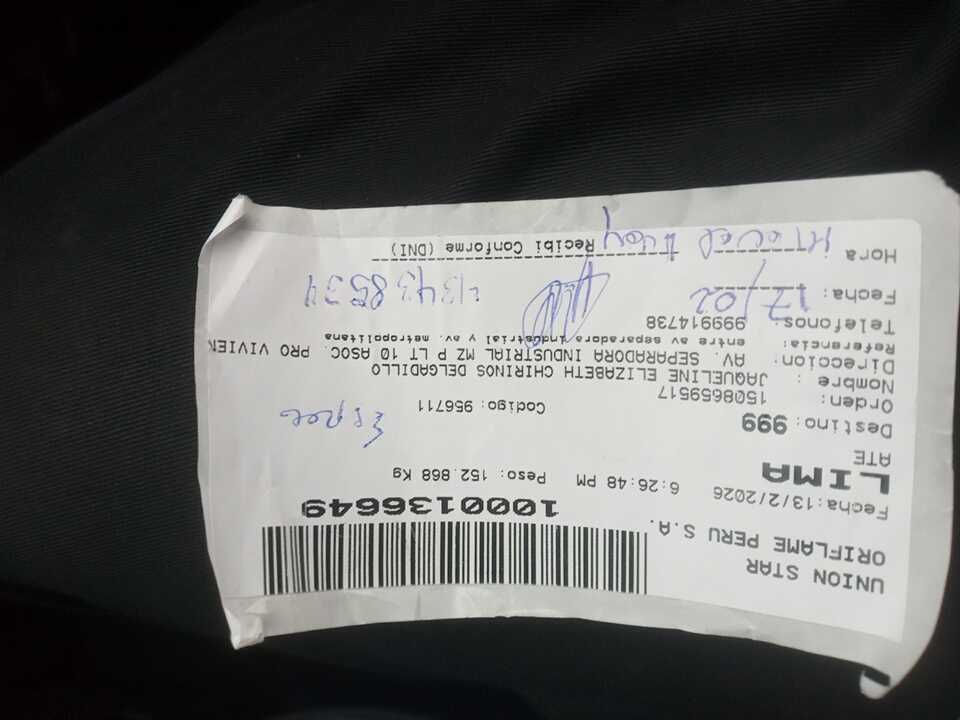 UNION STAR
ORIFLAME PERU S.A.
1000136649
Fecha:13/2/2026 6:26:48 PM Peso: 152.868 Kg
LIMA
ATE
Destino: 999
Codigo: 956711
Orden: 1508659517
Nombre : JAQUELINE ELIZABETH CHIRINOS DELGADILLO
Direccion: AV. SEPARADORA INDUSTRIAL MZ P LT 10 ASOC. PRO VIVIEN
Referencia: entre av separadora industrial y av. metropolitana
Telefonos: 999914738
Fecha: 17/02
Hora Recibi Conforme (DNI)